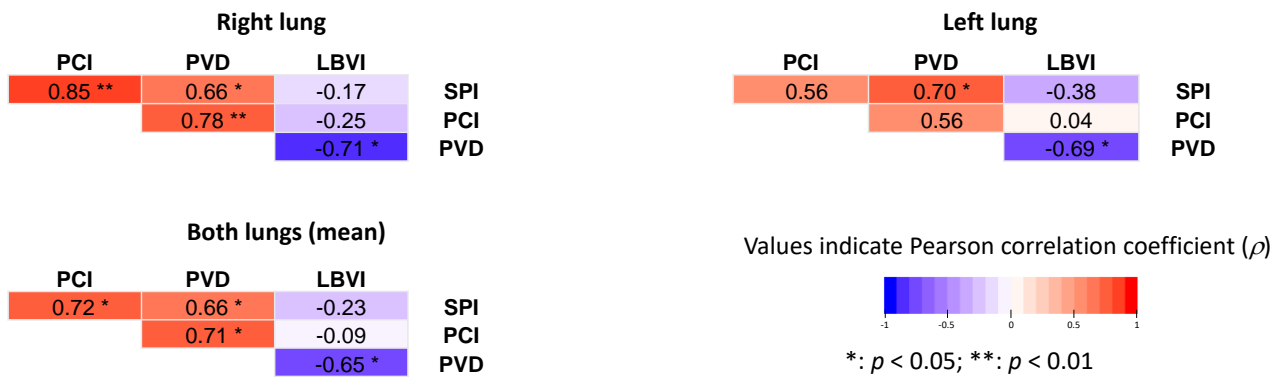 Right lung
PCI PVD LBVI
0.85 ** 0.66 * -0.17 SPI
0.78 ** -0.25 PCI
-0.71 * PVD
Left lung
PCI PVD LBVI
0.56 0.70 * -0.38 SPI
0.56 0.04 PCI
-0.69 * PVD
Both lungs (mean)
PCI PVD LBVI
0.72 * 0.66 * -0.23 SPI
0.71 * -0.09 PCI
-0.65 * PVD
Values indicate Pearson correlation coefficient (ρ)
-1 -0.5 0 0.5 1
*: p < 0.05; **: p < 0.01